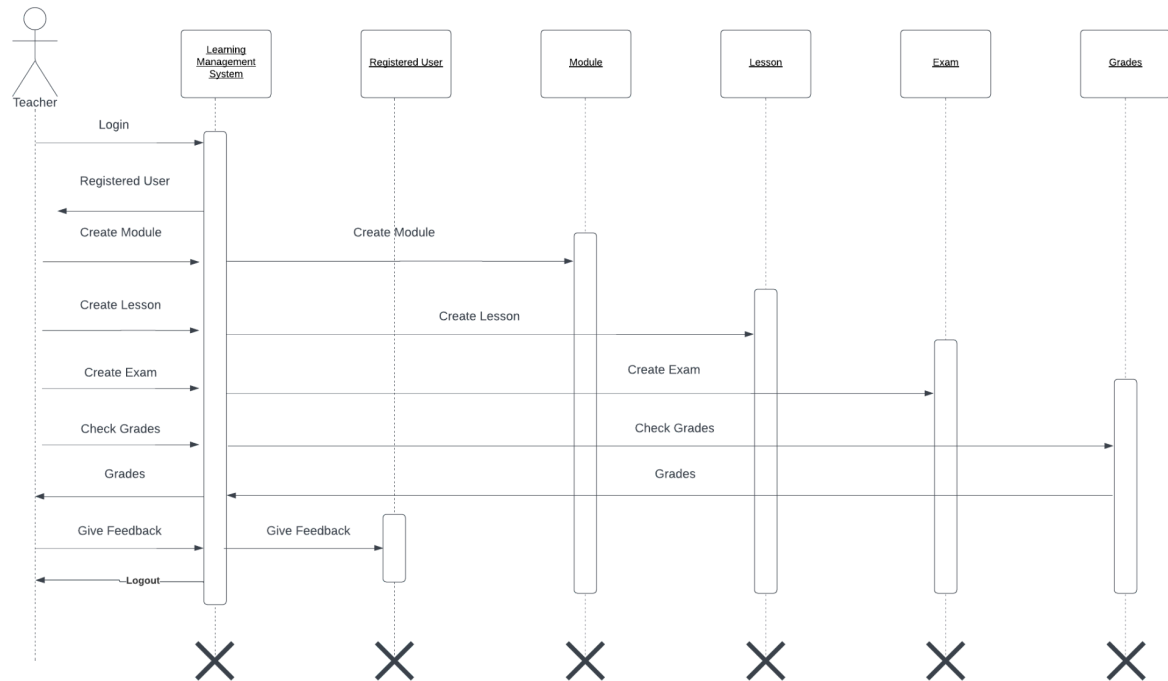 Learning
Management
System
Registered User
Module
Lesson
Exam
Grades
Teacher
Login
Registered User
Create Module
Create Module
Create Lesson
Create Lesson
Create Exam
Create Exam
Check Grades
Check Grades
Grades
Grades
Give Feedback
Give Feedback
Logout